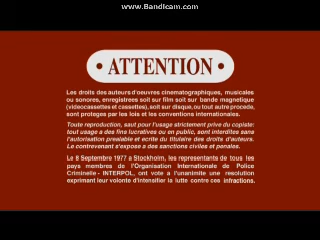 www.Bandicam.com
• ATTENTION •
Les droits des auteurs d'oeuvres cinematographiques, musicales
ou sonores, enregistrees soit sur film soit sur bande magnetique
(videocassettes et cassettes), soit sur disque, ou tout autre procede,
sont proteges par les lois et les conventions internationales.
Toute reproduction, sauf pour l'usage strictement prive du copiste:
tout usage a des fins lucratives ou en public, sont interdites sans
l'autorisation prealable et ecrite du titulaire des droits d'auteurs.
Le contrevenant s'expose a des sanctions civiles et penales.
Le 8 Septembre 1977 a Stockholm, les representants de tous les
pays membres de l'Organisation Internationale de Police
Criminelle - INTERPOL, ont vote a l'unanimite une resolution
exprimant leur volonte d'intensifier la lutte contre ces infractions.